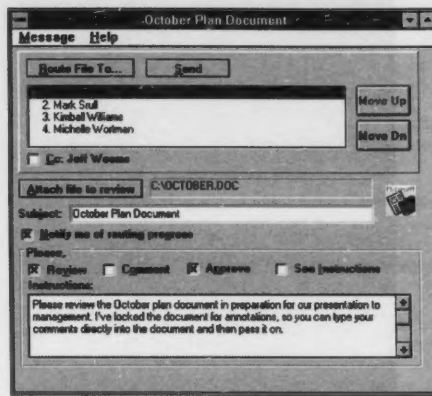 October Plan Document
Message Help
Route File To... Send
2. Mark Srull
3. Kimball Williams
4. Michelle Wortman
Move Up
Move Dn
Cc: Jeff Weems
Attach file to review C:\OCTOBER.DOC
Subject: October Plan Document
Notify me of routing progress
Please,
Review Comment Approve See Instructions
Instructions:
Please review the October plan document in preparation for our presentation to
management. I've locked the document for annotations, so you can type your
comments directly into the document and then pass it on.